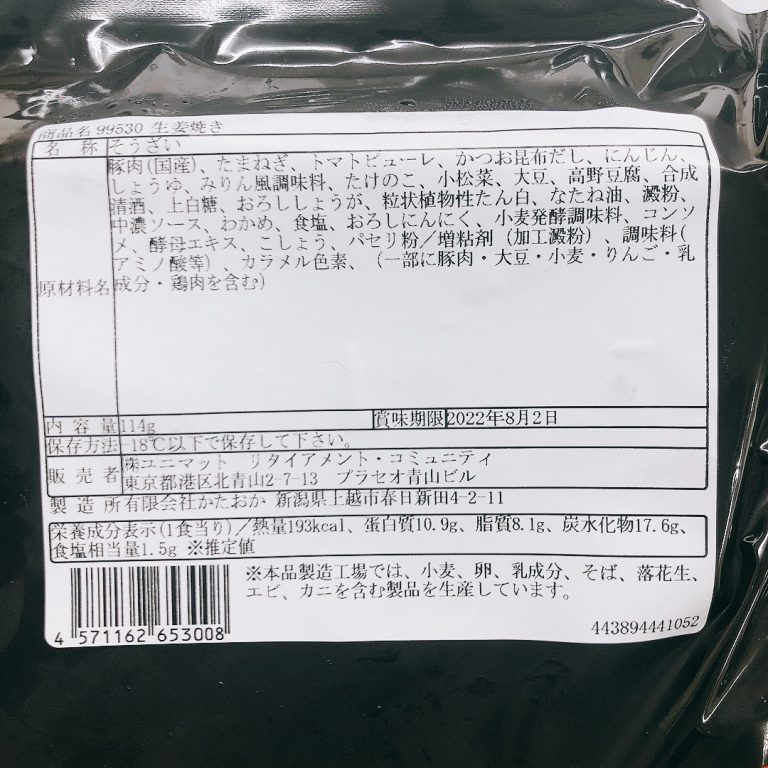 商品名 99530 生姜焼き
名 称 そうざい
豚肉(国産)、たまねぎ、トマトピューレ、かつお昆布だし、にんじん、
しょうゆ、みりん風調味料、たけのこ、小松菜、大豆、高野豆腐、合成
清酒、上白糖、おろししょうが、粒状植物性たん白、なたね油、澱粉、
中濃ソース、わかめ、食塩、おろしにんにく、小麦発酵調味料、コンソ
メ、酵母エキス、こしょう、パセリ粉／増粘剤（加工澱粉）、調味料(
アミノ酸等)、カラメル色素、（一部に豚肉・大豆・小麦・りんご・乳
原材料名 成分・鶏肉を含む)
内 容 量 114g 賞味期限 2022年8月2日
保存方法 -18℃以下で保存して下さい。
販 売 者 ㈱ユニマット リタイアメント・コミュニティ
東京都港区北青山2-7-13 プラセオ青山ビル
製 造 所 有限会社かたおか 新潟県上越市春日新田4-2-11
栄養成分表示(1食当り)／熱量193kcal、蛋白質10.9g、脂質8.1g、炭水化物17.6g、
食塩相当量1.5g ※推定値
※本品製造工場では、小麦、卵、乳成分、そば、落花生、
エビ、カニを含む製品を生産しています。
4 571162 653008
443894441052